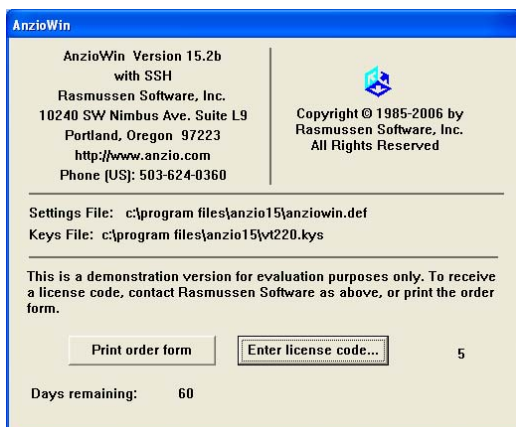 AnzioWin
AnzioWin Version 15.2b
with SSH
Rasmussen Software, Inc.
10240 SW Nimbus Ave. Suite L9
Portland, Oregon 97223
http://www.anzio.com
Phone (US): 503-624-0360
Copyright © 1985-2006 by
Rasmussen Software, Inc.
All Rights Reserved
Settings File: c:\program files\anzio15\anziowin.def
Keys File: c:\program files\anzio15\vt220.kys
This is a demonstration version for evaluation purposes only. To receive
a license code, contact Rasmussen Software as above, or print the order
form.
Print order form
Enter license code...
5
Days remaining: 60